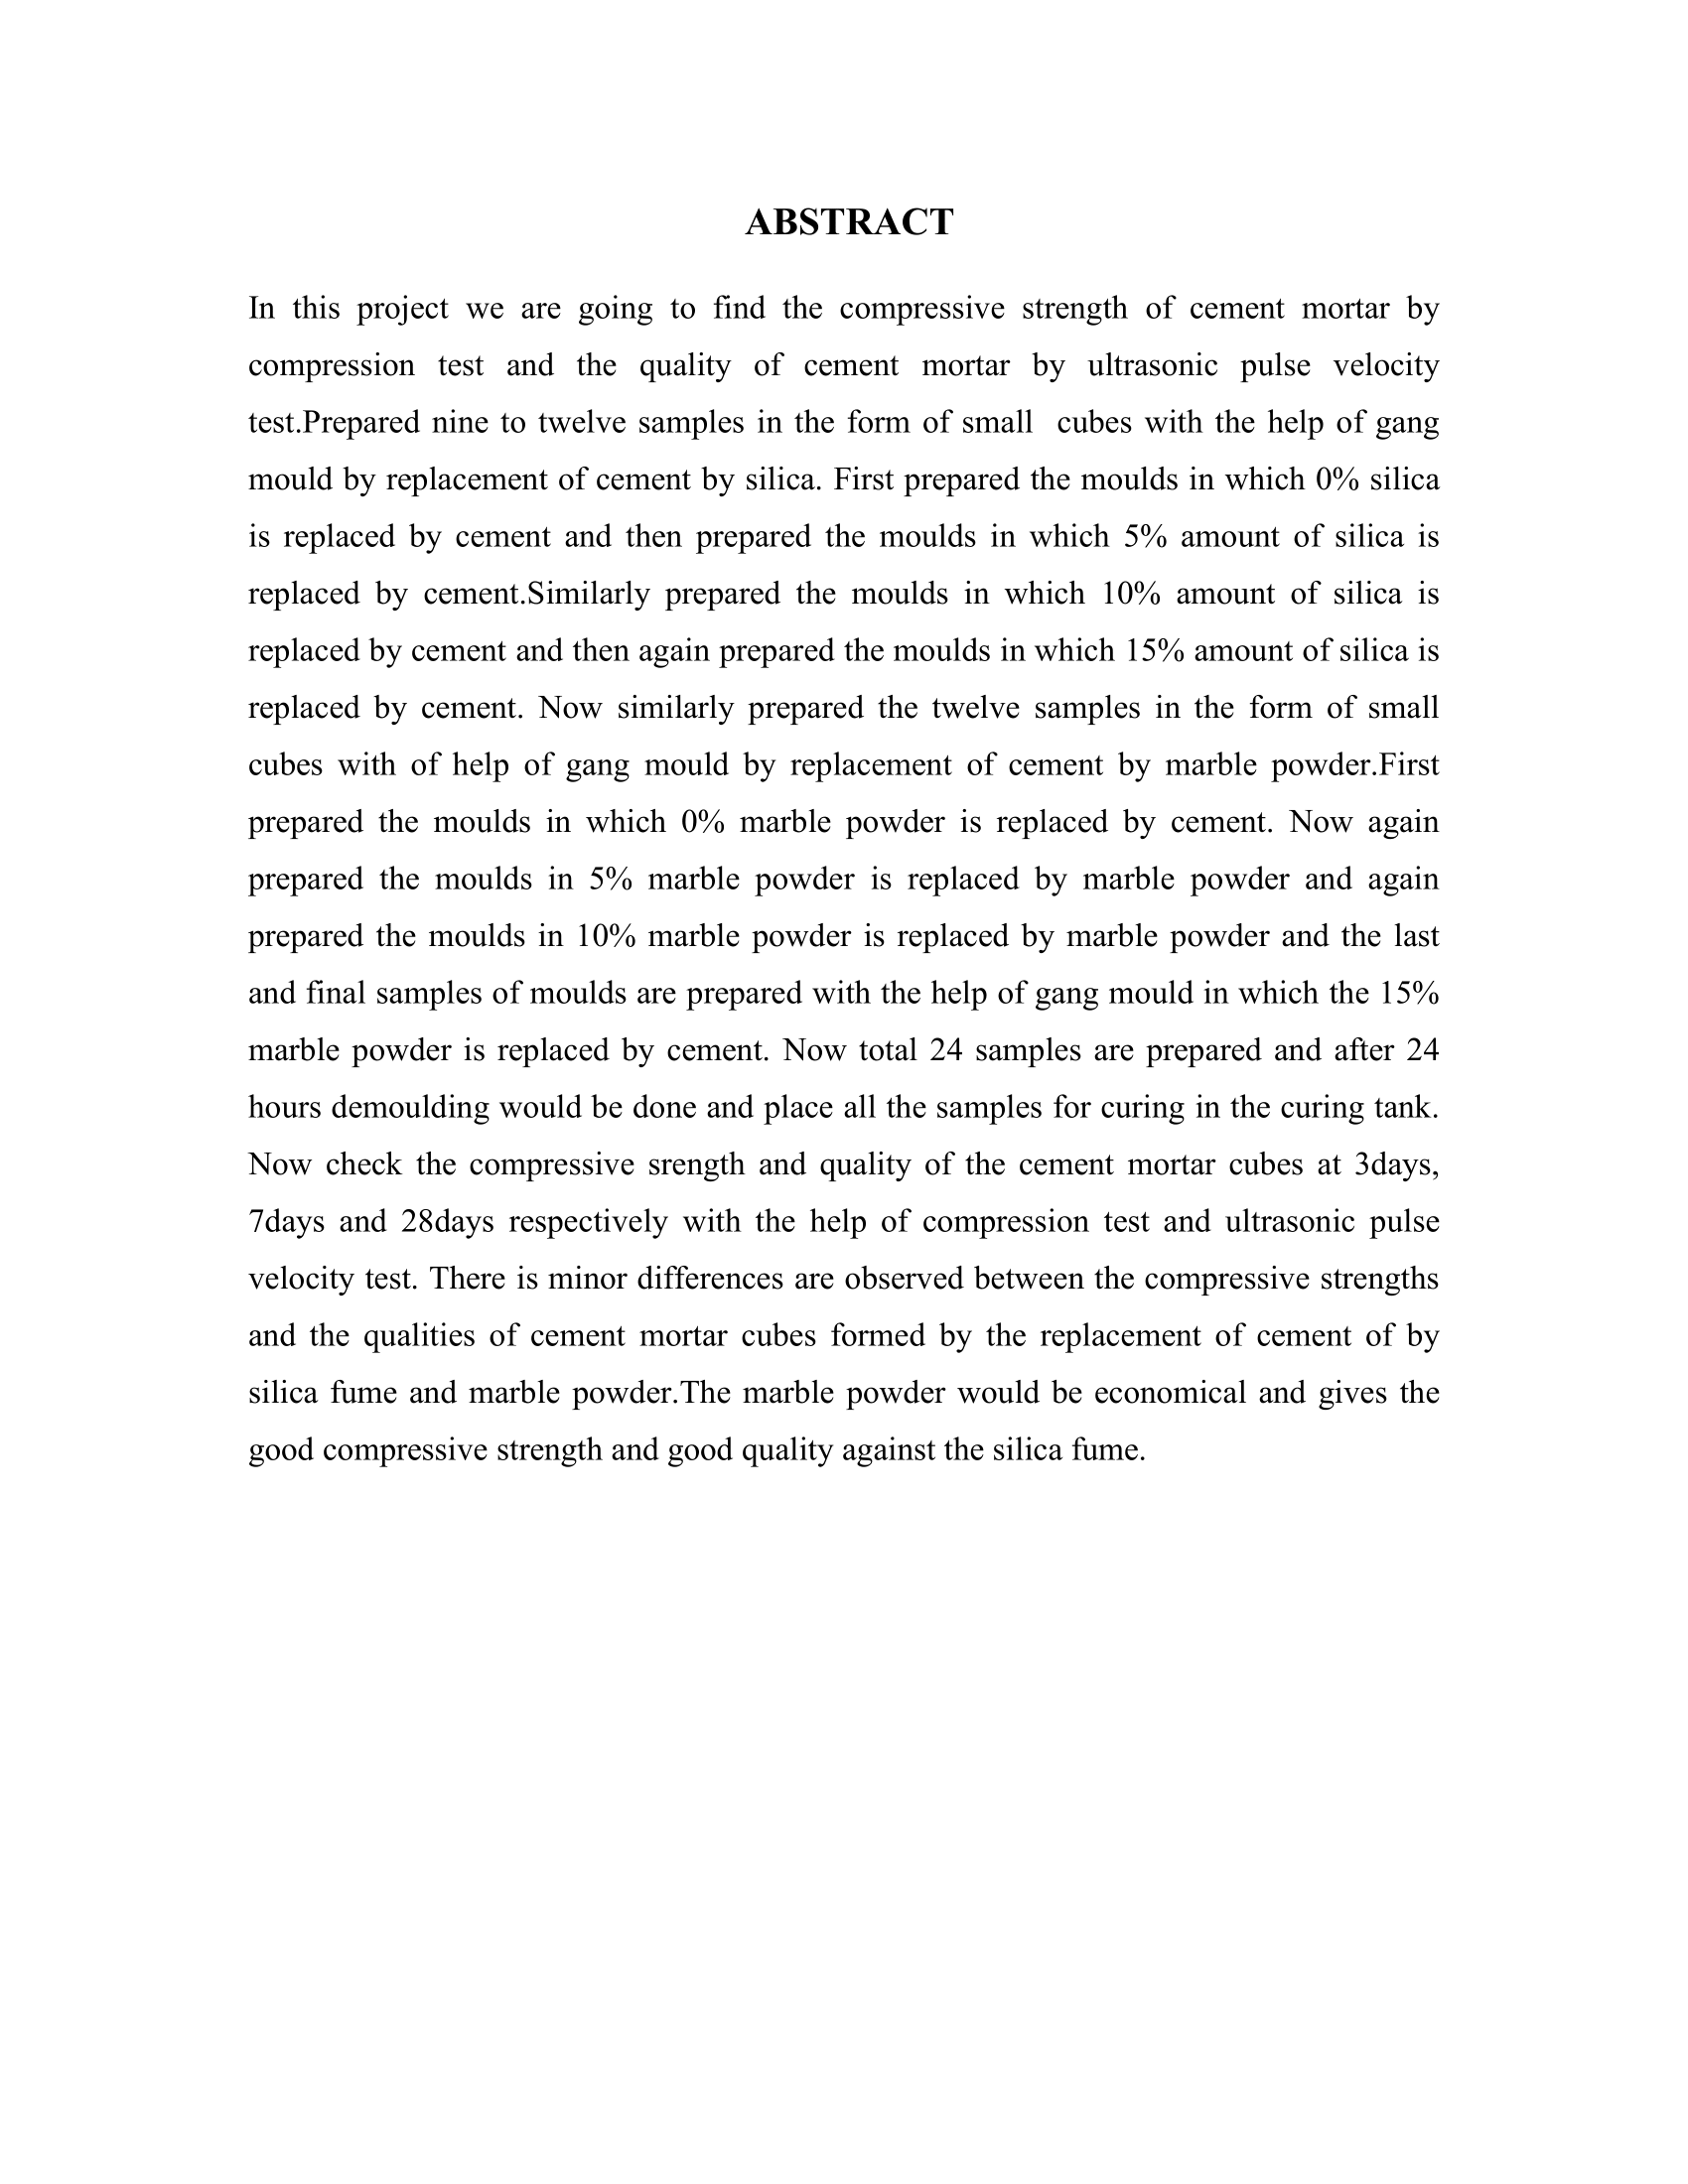 ABSTRACT
In this project we are going to find the compressive strength of cement mortar by
compression test and the quality of cement mortar by ultrasonic pulse velocity
test.Prepared nine to twelve samples in the form of small  cubes with the help of gang
mould by replacement of cement by silica. First prepared the moulds in which 0% silica
is replaced by cement and then prepared the moulds in which 5% amount of silica is
replaced by cement.Similarly prepared the moulds in which 10% amount of silica is
replaced by cement and then again prepared the moulds in which 15% amount of silica is
replaced by cement. Now similarly prepared the twelve samples in the form of small
cubes with of help of gang mould by replacement of cement by marble powder.First
prepared the moulds in which 0% marble powder is replaced by cement. Now again
prepared the moulds in 5% marble powder is replaced by marble powder and again
prepared the moulds in 10% marble powder is replaced by marble powder and the last
and final samples of moulds are prepared with the help of gang mould in which the 15%
marble powder is replaced by cement. Now total 24 samples are prepared and after 24
hours demoulding would be done and place all the samples for curing in the curing tank.
Now check the compressive srength and quality of the cement mortar cubes at 3days,
7days and 28days respectively with the help of compression test and ultrasonic pulse
velocity test. There is minor differences are observed between the compressive strengths
and the qualities of cement mortar cubes formed by the replacement of cement of by
silica fume and marble powder.The marble powder would be economical and gives the
good compressive strength and good quality against the silica fume.